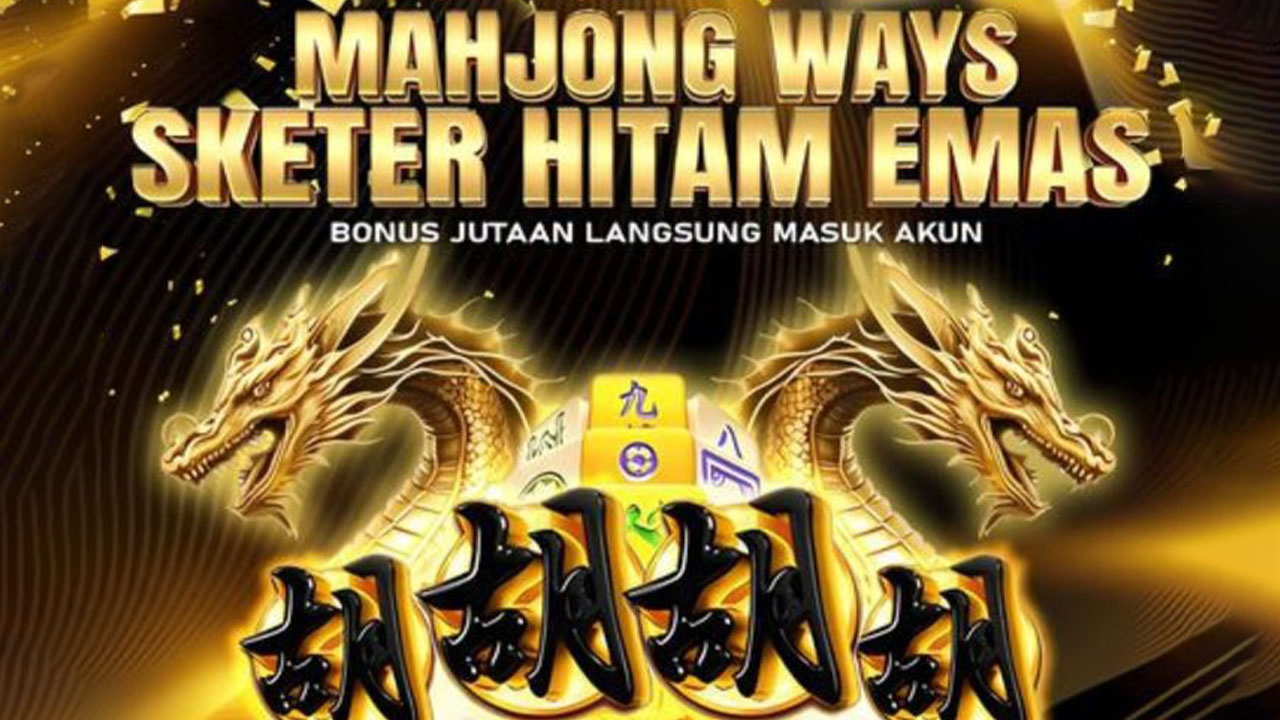 MAHJONG WAYS
SKETER HITAM EMAS
BONUS JUTAAN LANGSUNG MASUK AKUN
九
八
胡 胡 胡 胡